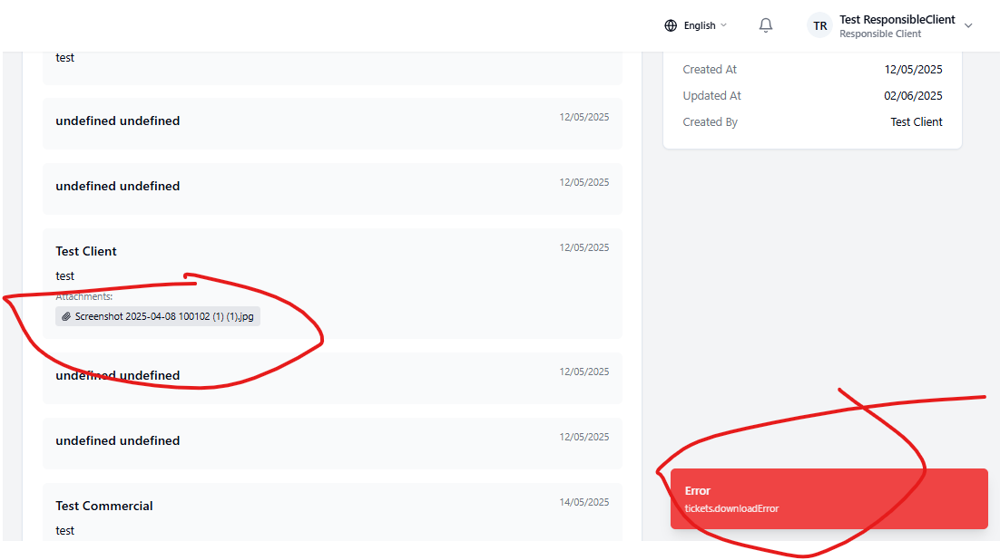 English
TR
Test ResponsibleClient
Responsible Client
test
Created At 12/05/2025
Updated At 02/06/2025
Created By Test Client
undefined undefined 12/05/2025
undefined undefined 12/05/2025
Test Client 12/05/2025
test
Attachments:
Screenshot 2025-04-08 100102 (1) (1).jpg
undefined undefined 12/05/2025
undefined undefined 12/05/2025
Test Commercial 14/05/2025
test
Error
tickets.downloadError